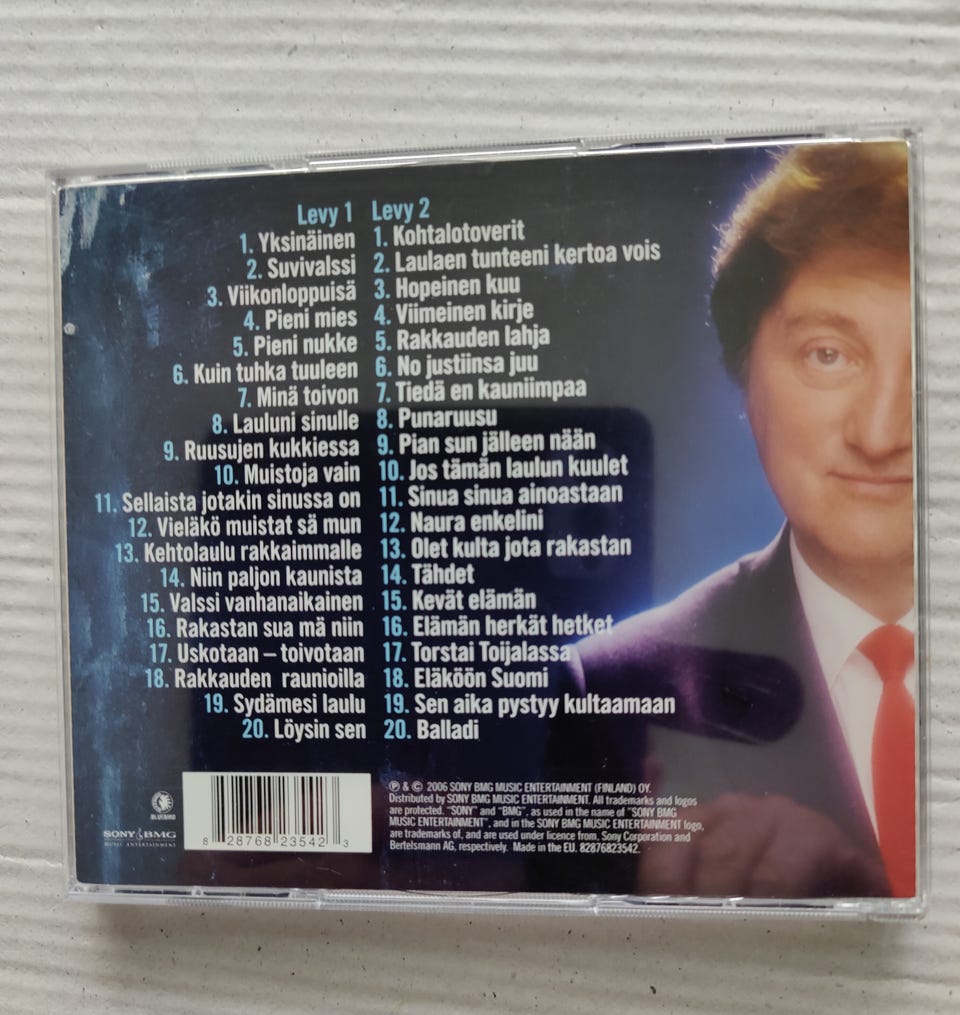 Levy 1
1. Yksinäinen
2. Suvivalssi
3. Viikonloppuisä
4. Pieni mies
5. Pieni nukke
6. Kuin tuhka tuuleen
7. Minä toivon
8. Lauluni sinulle
9. Ruusujen kukkiessa
10. Muistoja vain
11. Sellaista jotakin sinussa on
12. Vieläkö muistat sä mun
13. Kehtolaulu rakkaimmalle
14. Niin paljon kaunista
15. Valssi vanhanaikainen
16. Rakastan sua mä niin
17. Uskotaan – toivotaan
18. Rakkauden raunioilla
19. Sydämesi laulu
20. Löysin sen
Levy 2
1. Kohtalotoverit
2. Laulaen tunteeni kertoa vois
3. Hopeinen kuu
4. Viimeinen kirje
5. Rakkauden lahja
6. No justiinsa juu
7. Tiedä en kauniimpaa
8. Punaruusu
9. Pian sun jälleen nään
10. Jos tämän laulun kuulet
11. Sinua sinua ainoastaan
12. Naura enkelini
13. Olet kulta jota rakastan
14. Tähdet
15. Kevät elämän
16. Elämän herkät hetket
17. Torstai Toijalassa
18. Eläköön Suomi
19. Sen aika pystyy kultaamaan
20. Balladi
BLUEBIRD
SONY BMG
MUSIC ENTERTAINMENT
8 28768 23542 3
℗ & © 2006 SONY BMG MUSIC ENTERTAINMENT (FINLAND) OY.
Distributed by SONY BMG MUSIC ENTERTAINMENT. All trademarks and logos
are protected. "SONY" and "BMG", as used in the name of "SONY BMG
MUSIC ENTERTAINMENT", and in the SONY BMG MUSIC ENTERTAINMENT logo,
are trademarks of, and are used under licence from, Sony Corporation and
Bertelsmann AG, respectively. Made in the EU. 82876823542.